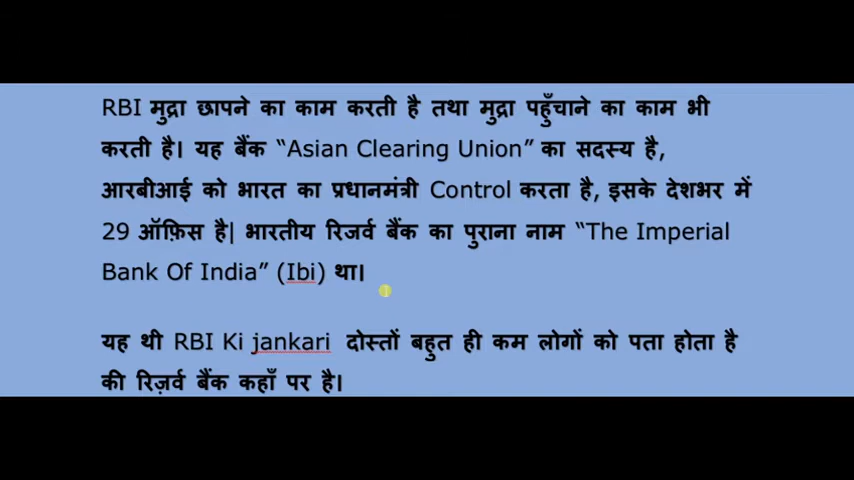 RBI मुद्रा छापने का काम करती है तथा मुद्रा पहुँचाने का काम भी
करती है। यह बैंक “Asian Clearing Union” का सदस्य है,
आरबीआई को भारत का प्रधानमंत्री Control करता है, इसके देशभर में
29 ऑफ़िस है| भारतीय रिजर्व बैंक का पुराना नाम “The Imperial
Bank Of India” (Ibi) था।
यह थी RBI Ki jankari दोस्तों बहुत ही कम लोगों को पता होता है
की रिज़र्व बैंक कहाँ पर है।